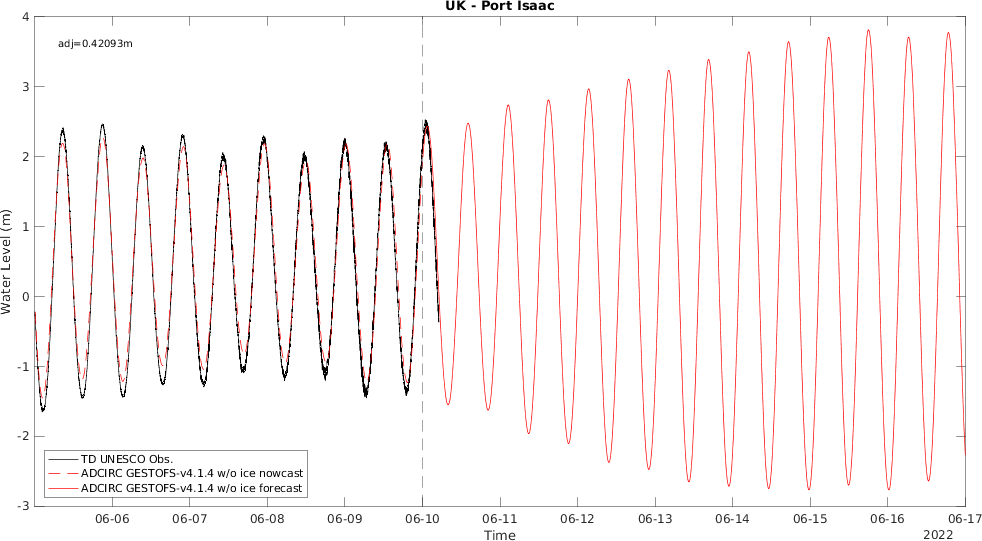 UK - Port Isaac
adj=0.42093m
4
3
2
1
0
-1
-2
-3
Water Level (m)
TD UNESCO Obs.
ADCIRC GESTOFS-v4.1.4 w/o ice nowcast
ADCIRC GESTOFS-v4.1.4 w/o ice forecast
06-06 06-07 06-08 06-09 06-10 06-11 06-12 06-13 06-14 06-15 06-16 06-17
Time
2022